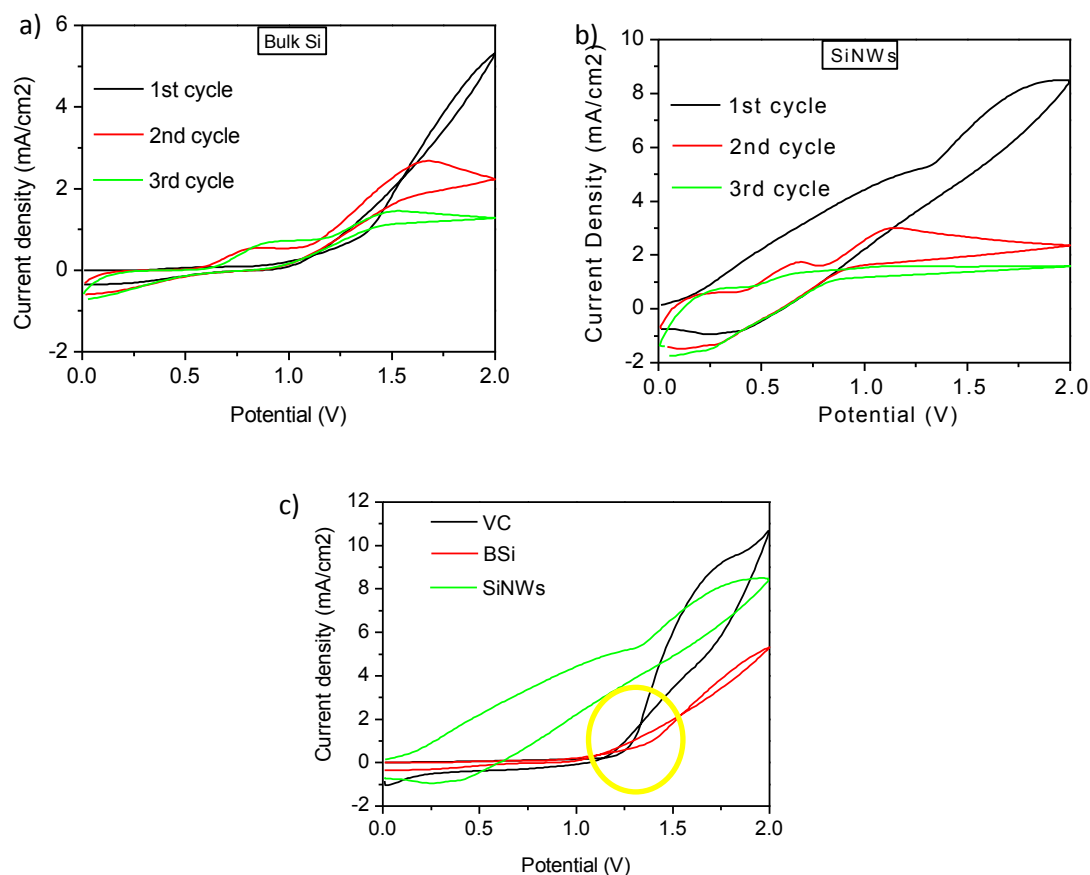 a)
Bulk Si
1st cycle
2nd cycle
3rd cycle
Current density (mA/cm2)
6
4
2
0
-2
0.0 0.5 1.0 1.5 2.0
Potential (V)
b)
SiNWs
1st cycle
2nd cycle
3rd cycle
Current Density (mA/cm2)
10
8
6
4
2
0
-2
0.0 0.5 1.0 1.5 2.0
Potential (V)
c)
VC
BSi
SiNWs
Current density (mA/cm2)
12
10
8
6
4
2
0
-2
0.0 0.5 1.0 1.5 2.0
Potential (V)